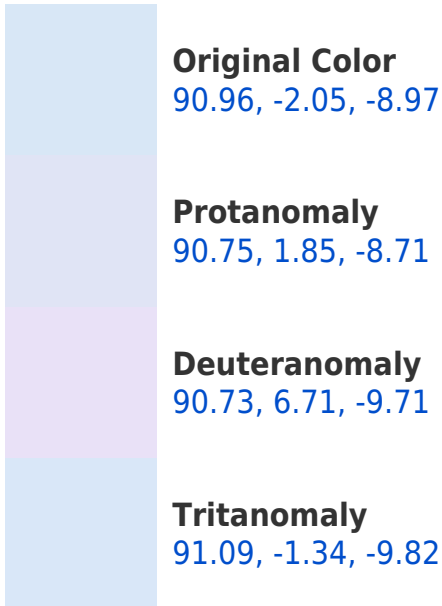 Original Color
90.96, -2.05, -8.97
Protanomaly
90.75, 1.85, -8.71
Deuteranomaly
90.73, 6.71, -9.71
Tritanomaly
91.09, -1.34, -9.82